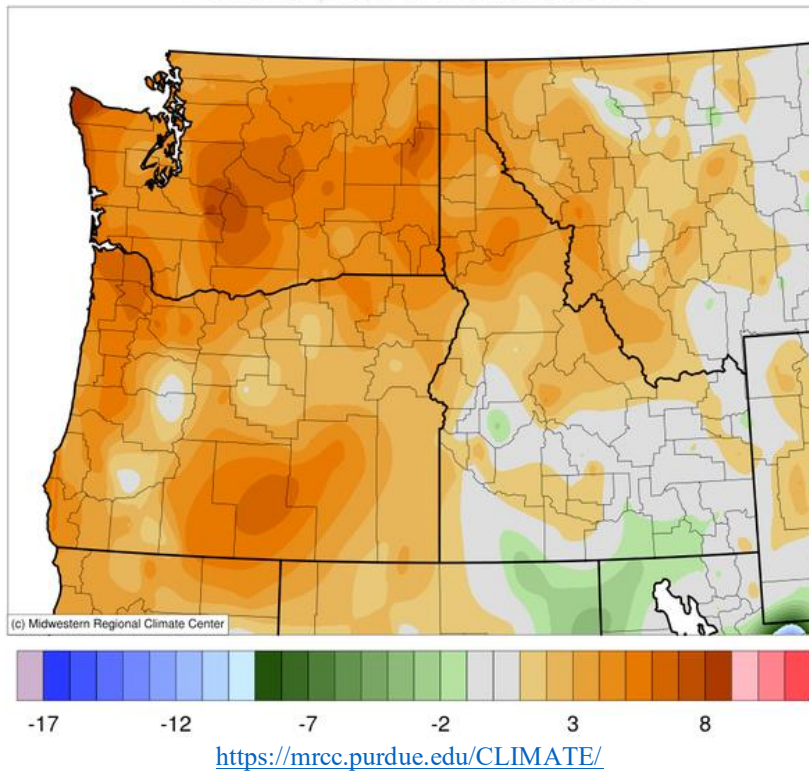 (c) Midwestern Regional Climate Center
-17 -12 -7 -2 3 8
https://mrcc.purdue.edu/CLIMATE/